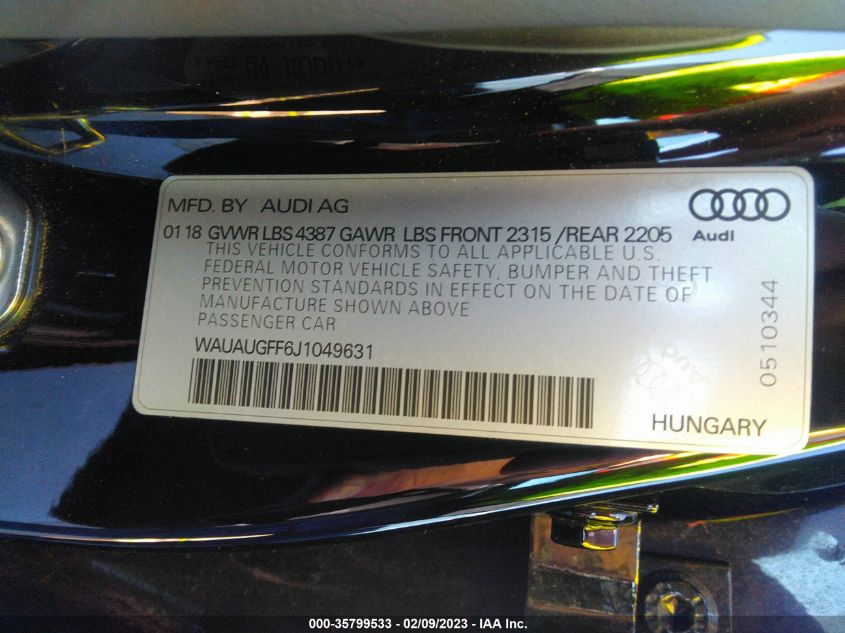 MFD. BY AUDI AG
Audi
01 18 GVWR LBS 4387 GAWR LBS FRONT 2315 /REAR 2205
THIS VEHICLE CONFORMS TO ALL APPLICABLE U.S.
FEDERAL MOTOR VEHICLE SAFETY, BUMPER AND THEFT
PREVENTION STANDARDS IN EFFECT ON THE DATE OF
MANUFACTURE SHOWN ABOVE
PASSENGER CAR
WAUAUGFF6J1049631
0510344
Audi
HUNGARY
000-35799533 - 02/09/2023 - IAA Inc.